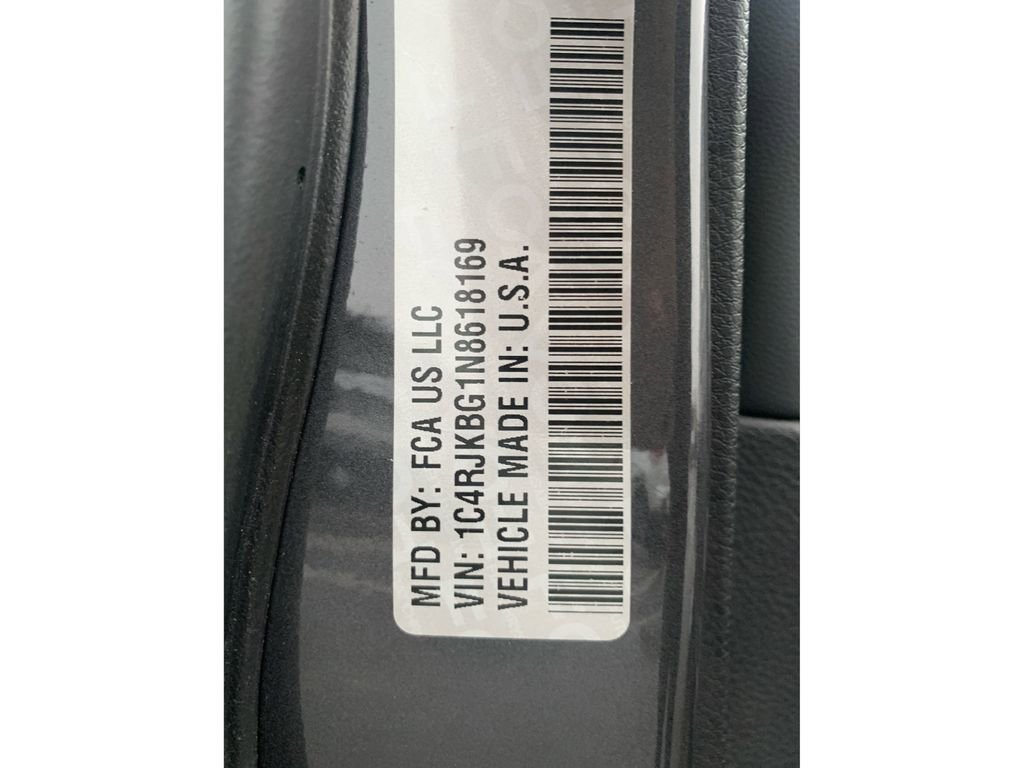 MFD BY: FCA US LLC
VIN: 1C4RJKBG1N8618169
VEHICLE MADE IN: U.S.A.